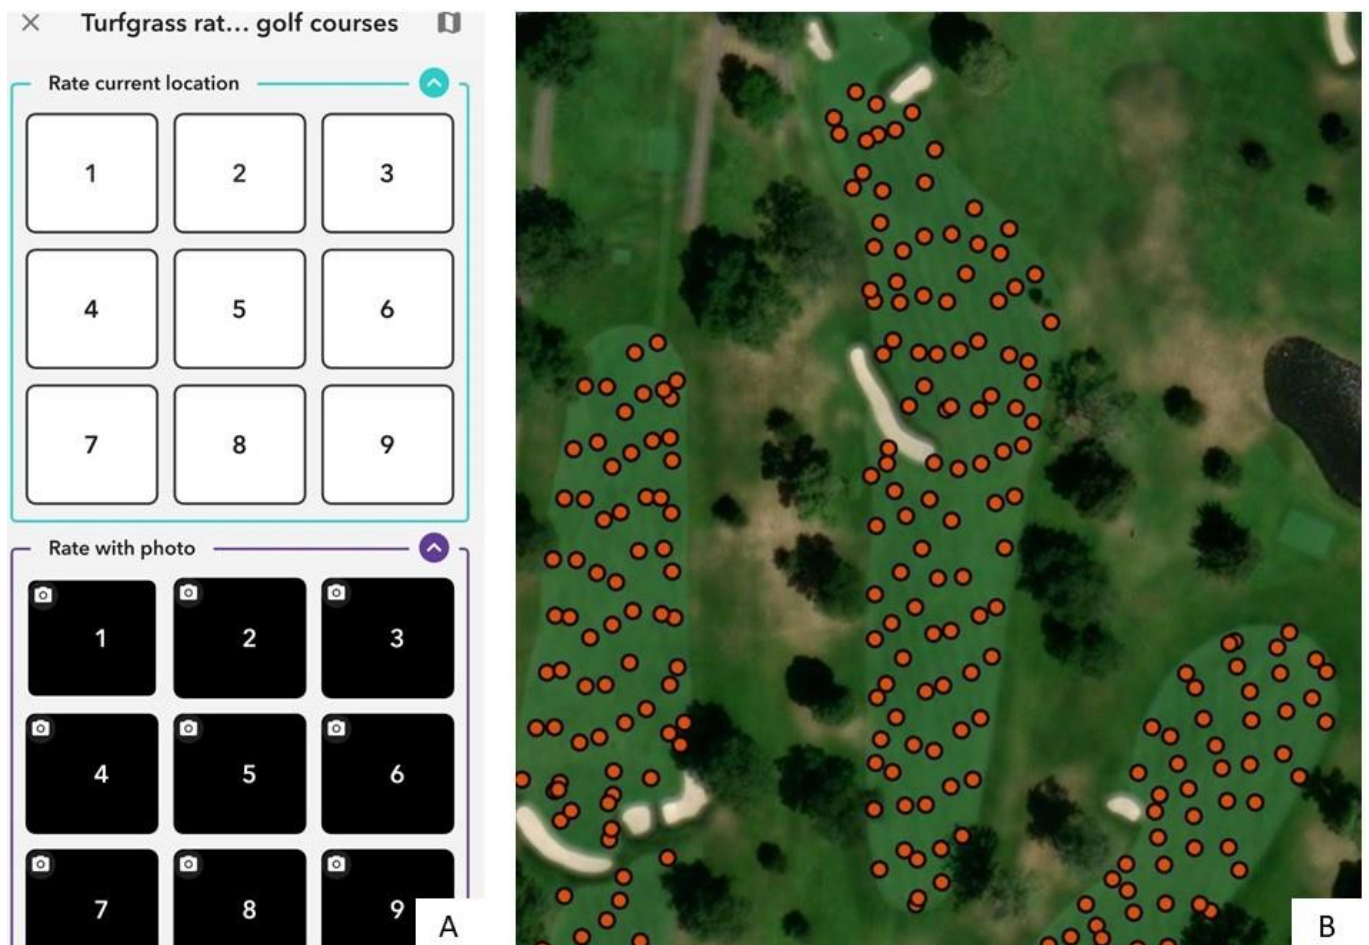 Turfgrass rat... golf courses
Rate current location
1 2 3
4 5 6
7 8 9
Rate with photo
1 2 3
4 5 6
7 8 9
A
B